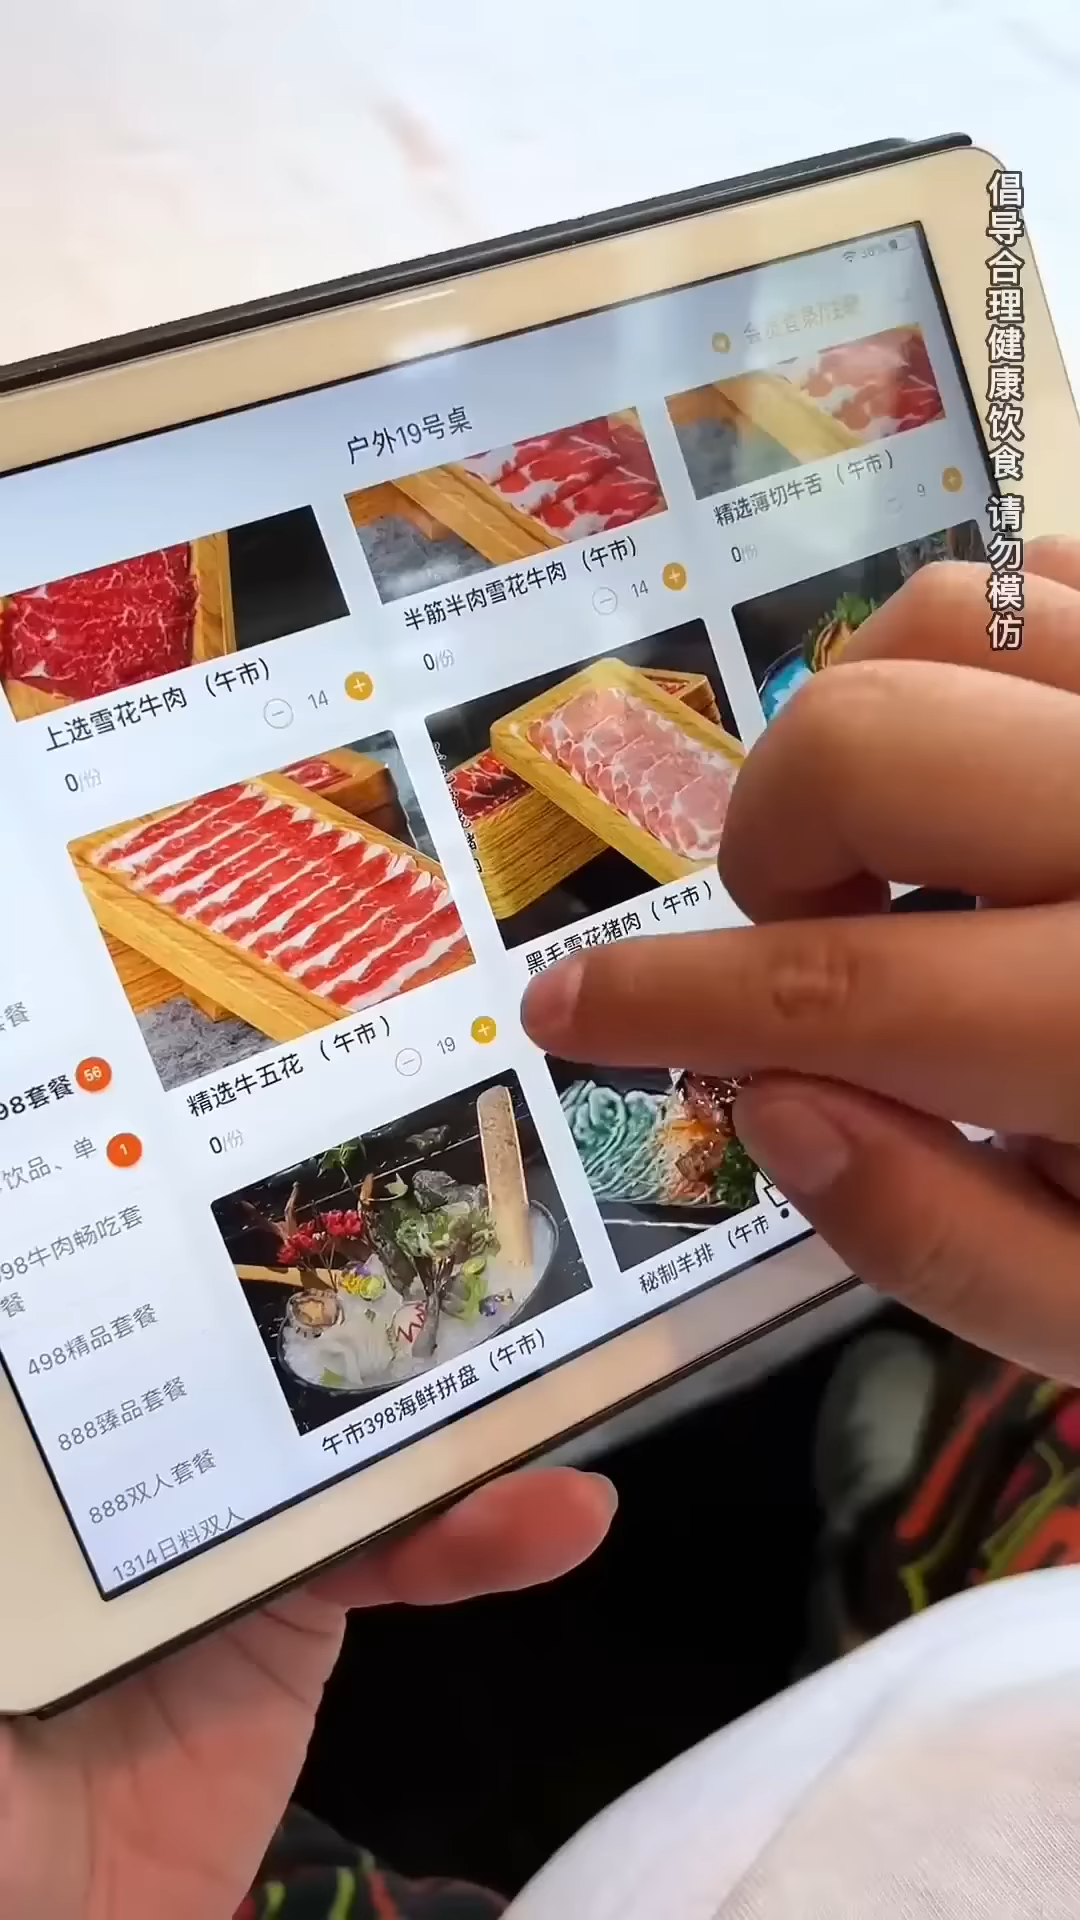 倡导合理健康饮食 请勿模仿
户外19号桌
上选雪花牛肉（午市）
14
0/份
半筋半肉雪花牛肉（午市）
14
0/份
精选薄切牛舌（午市）
9
0/份
精选牛五花（午市）
19
0/份
黑毛雪花猪肉（午市）
午市398海鲜拼盘（午市）
秘制羊排（午市
套餐
98套餐
56
饮品、单
1
98牛肉畅吃套
餐
498精品套餐
888臻品套餐
888双人套餐
1314日料双人